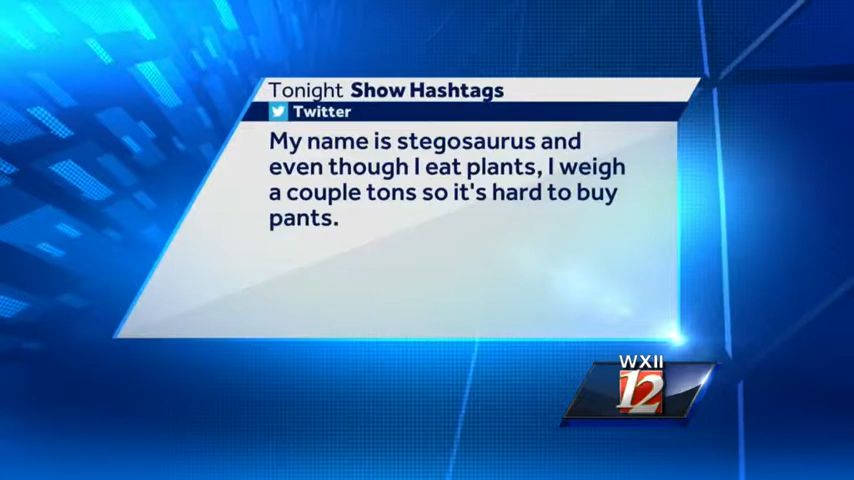 Tonight Show Hashtags
Twitter
My name is stegosaurus and
even though I eat plants, I weigh
a couple tons so it's hard to buy
pants.
WXII
12